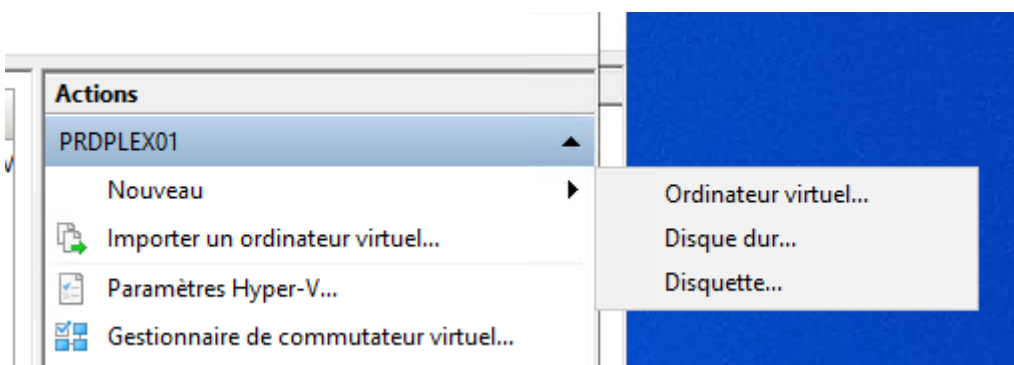 Actions
PRDPLEX01
Nouveau
Ordinateur virtuel...
Disque dur...
Disquette...
Importer un ordinateur virtuel...
Paramètres Hyper-V...
Gestionnaire de commutateur virtuel...